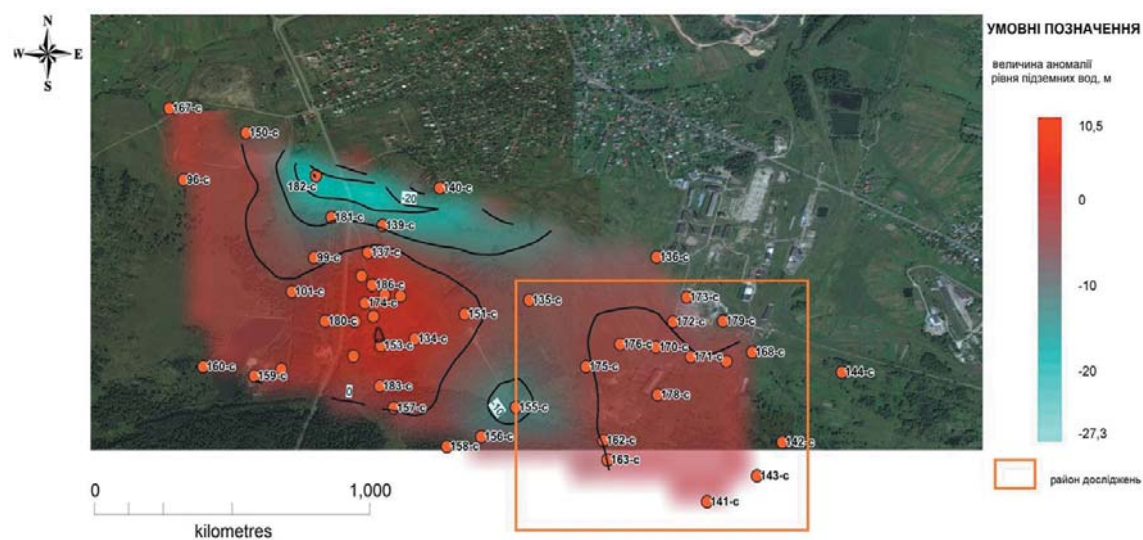 N
W
E
S
УМОВНІ ПОЗНАЧЕННЯ
величина аномалії
рівня підземних вод, м
10,5
0
-10
-20
-27,3
район досліджень
167-с
150-с
96-с
182-с
140-с
-20
181-с
139-с
99-с
137-с
136-с
186-с
101-с
174-с
135-с
173-с
151-с
180-с
172-с
179-с
153-с
134-с
176-с
170-с
168-с
171-с
160-с
159-с
175-с
144-с
183-с
0
178-с
157-с
-10
155-с
156-с
158-с
162-с
142-с
163-с
143-с
141-с
0
1,000
kilometres